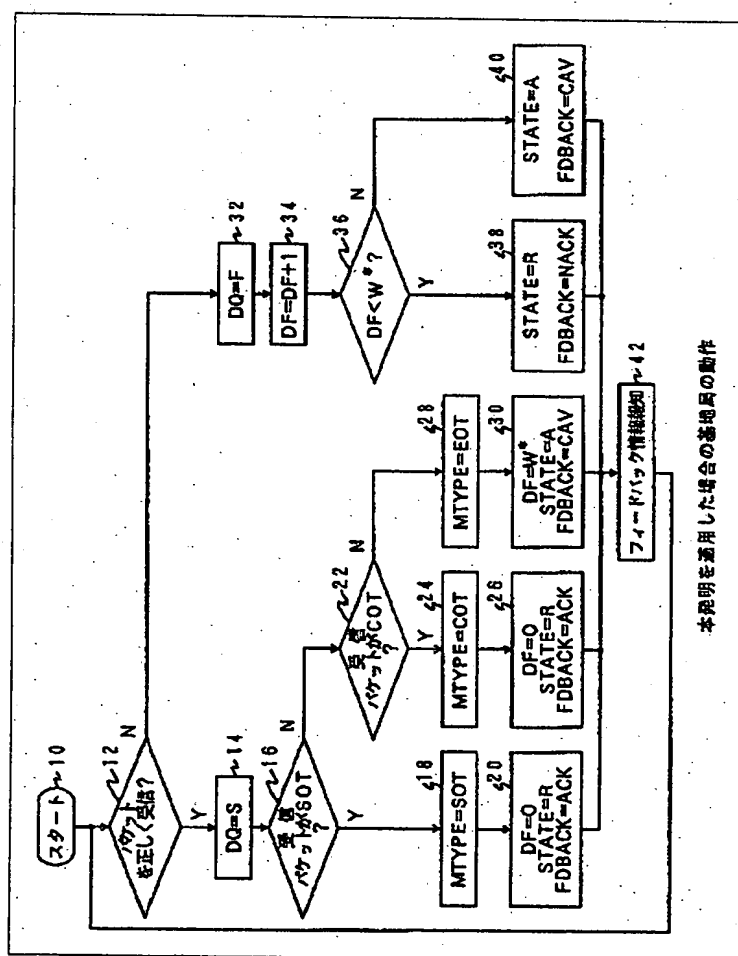 スタート 10
パケット
を正しく受信? 12
Y
N
DQ=S 14
受信
パケットがSOT
? 16
Y
N
MTYPE=SOT 18
DF=0
STATE=R
FDBACK=ACK 20
受信
パケットがCOT
? 22
Y
N
MTYPE=COT 24
DF=0
STATE=R
FDBACK=ACK 26
MTYPE=EOT 28
DF=W*
STATE=A
FDBACK=CAV 30
DQ=F 32
DF=DF+1 34
DF<W*? 36
Y
N
STATE=R
FDBACK=NACK 38
STATE=A
FDBACK=CAV 40
フィードバック情報報知 42
本発明を適用した場合の基地局の動作